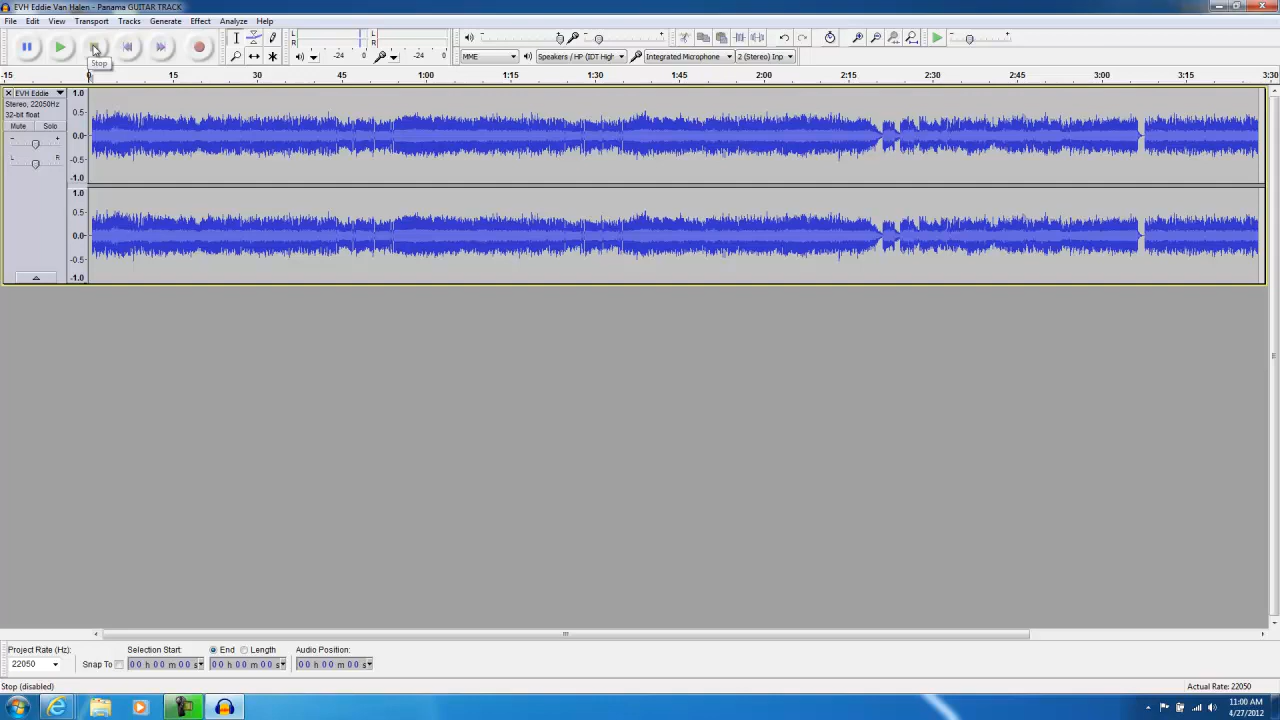 EVH Eddie Van Halen - Panama GUITAR TRACK
File Edit View Transport Tracks Generate Effect Analyze Help
L R -24 0 L R -24 0
MME Speakers / HP (IDT High Integrated Microphone 2 (Stereo) Inp
Stop
-15 0 15 30 45 1:00 1:15 1:30 1:45 2:00 2:15 2:30 2:45 3:00 3:15 3:30
EVH Eddie
Stereo, 22050Hz
32-bit float
Mute Solo
- +
L R
1.0
0.5
0.0
-0.5
-1.0
1.0
0.5
0.0
-0.5
-1.0
Project Rate (Hz): Selection Start: End Length Audio Position:
22050 Snap To 00 h 00 m 00 s 00 h 00 m 00 s 00 h 00 m 00 s
Stop (disabled) Actual Rate: 22050
11:00 AM
4/27/2012